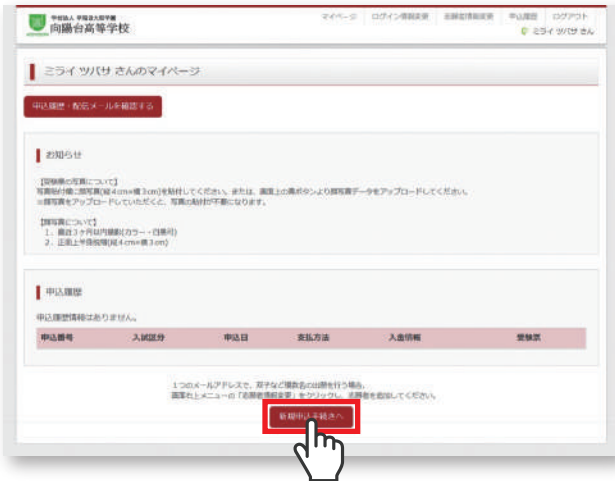 学校法人 早稲田大阪学園
向陽台高等学校
マイページ ログイン情報変更 志願者情報変更 申込履歴 ログアウト
ミライ ツバサ さん
ミライ ツバサ さんのマイページ
申込履歴・配信メールを確認する
お知らせ
【受験票の写真について】
写真貼付欄に顔写真(縦4cm×横3cm)を貼付してください。または、画面上の黒ボタンより顔写真データをアップロードしてください。
※顔写真をアップロードしていただくと、写真の貼付が不要になります。
【顔写真について】
1. 最近3ヶ月以内撮影(カラー・白黒可)
2. 正面上半身脱帽(縦4cm×横3cm)
申込履歴
申込履歴情報はありません。
申込番号 入試区分 申込日 支払方法 入金情報 受験票
1つのメールアドレスで、双子など複数名の出願を行う場合、
画面右上メニューの「志願者情報変更」をクリックし、志願者を追加してください。
新規申込手続きへ